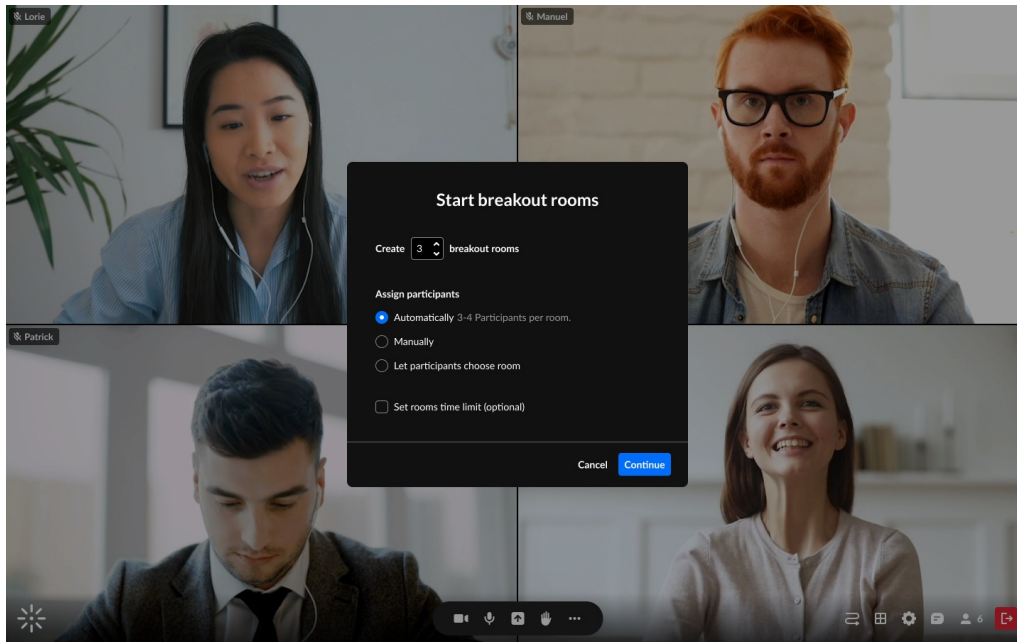 Lorie
Manuel
Start breakout rooms
Create 3 breakout rooms
Assign participants
Automatically 3-4 Participants per room.
Manually
Let participants choose room
Set rooms time limit (optional)
Cancel Continue
Patrick
6